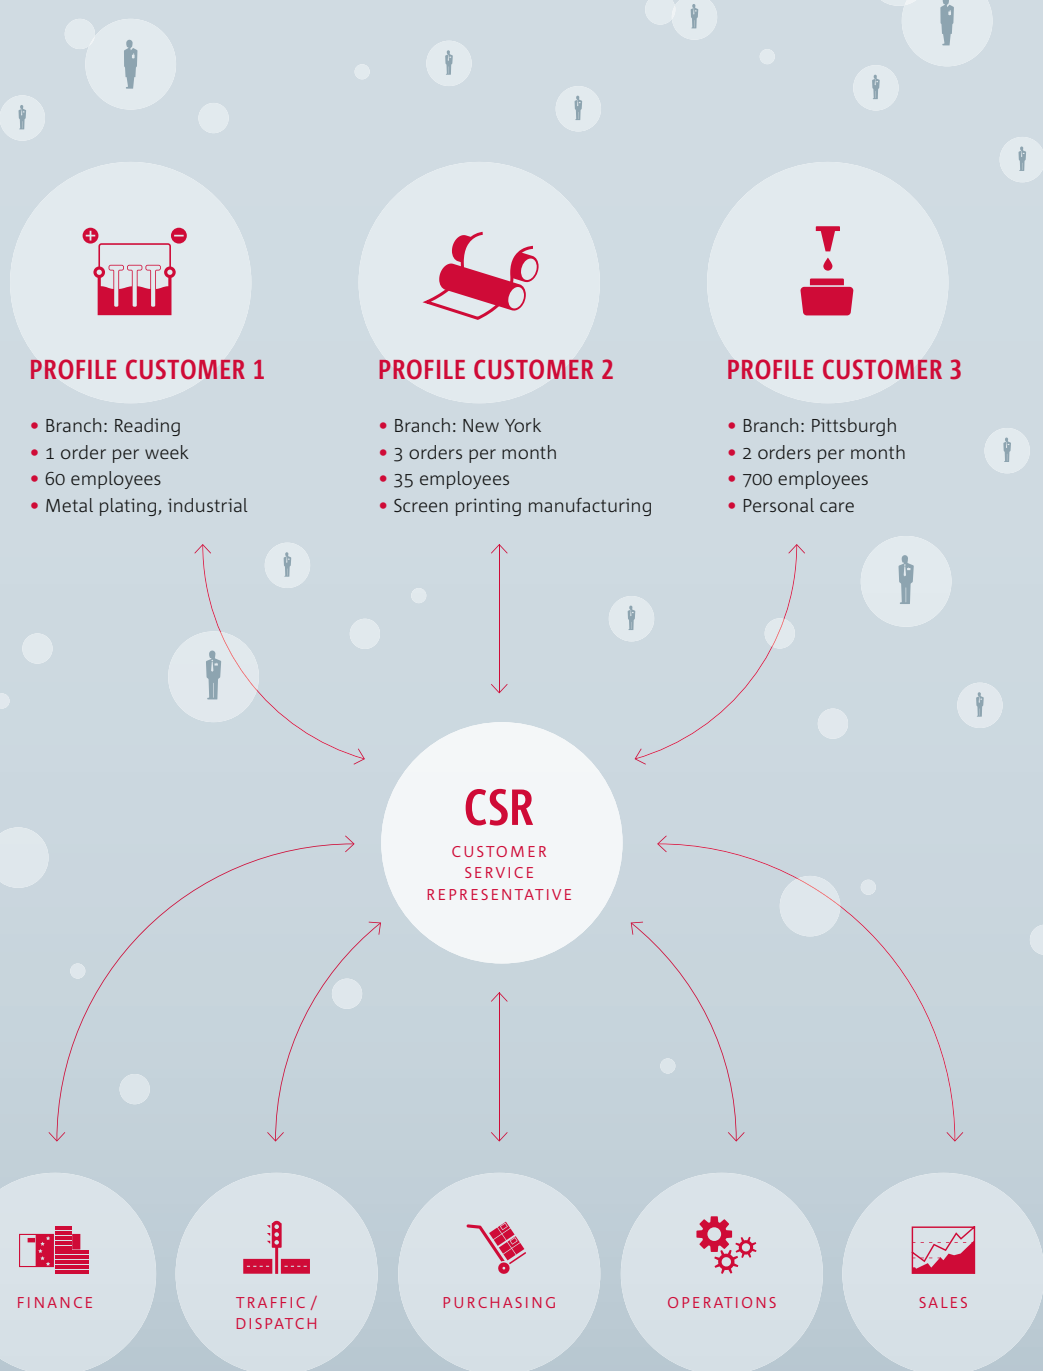 PROFILE CUSTOMER 1
• Branch: Reading
• 1 order per week
• 60 employees
• Metal plating, industrial
PROFILE CUSTOMER 2
• Branch: New York
• 3 orders per month
• 35 employees
• Screen printing manufacturing
PROFILE CUSTOMER 3
• Branch: Pittsburgh
• 2 orders per month
• 700 employees
• Personal care
CSR
CUSTOMER
SERVICE
REPRESENTATIVE
FINANCE
TRAFFIC /
DISPATCH
PURCHASING
OPERATIONS
SALES